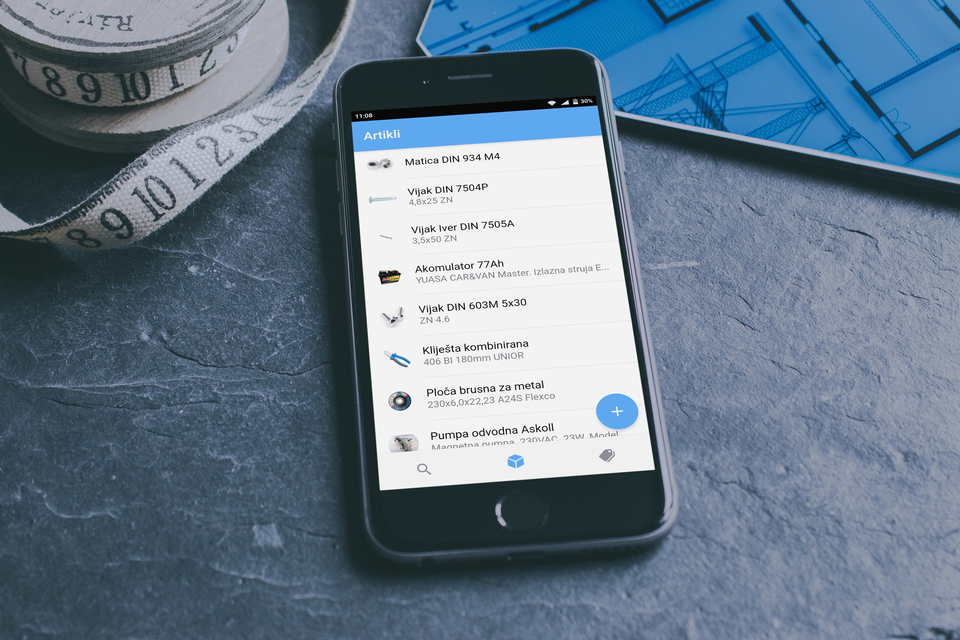 River
7 8 9 10 1 2
8 9 10 1 2 3 4
11:08 30%
Artikli
Matica DIN 934 M4
Vijak DIN 7504P
4,8x25 ZN
Vijak Iver DIN 7505A
3,5x50 ZN
Akomulator 77Ah
YUASA CAR&VAN Master. Izlazna struja E...
Vijak DIN 603M 5x30
ZN 4.6
Kliješta kombinirana
406 BI 180mm UNIOR
Ploča brusna za metal
230x6,0x22,23 A24S Flexco
Pumpa odvodna Askoll
Magnetna pumpa, 230VAC, 23W, Model